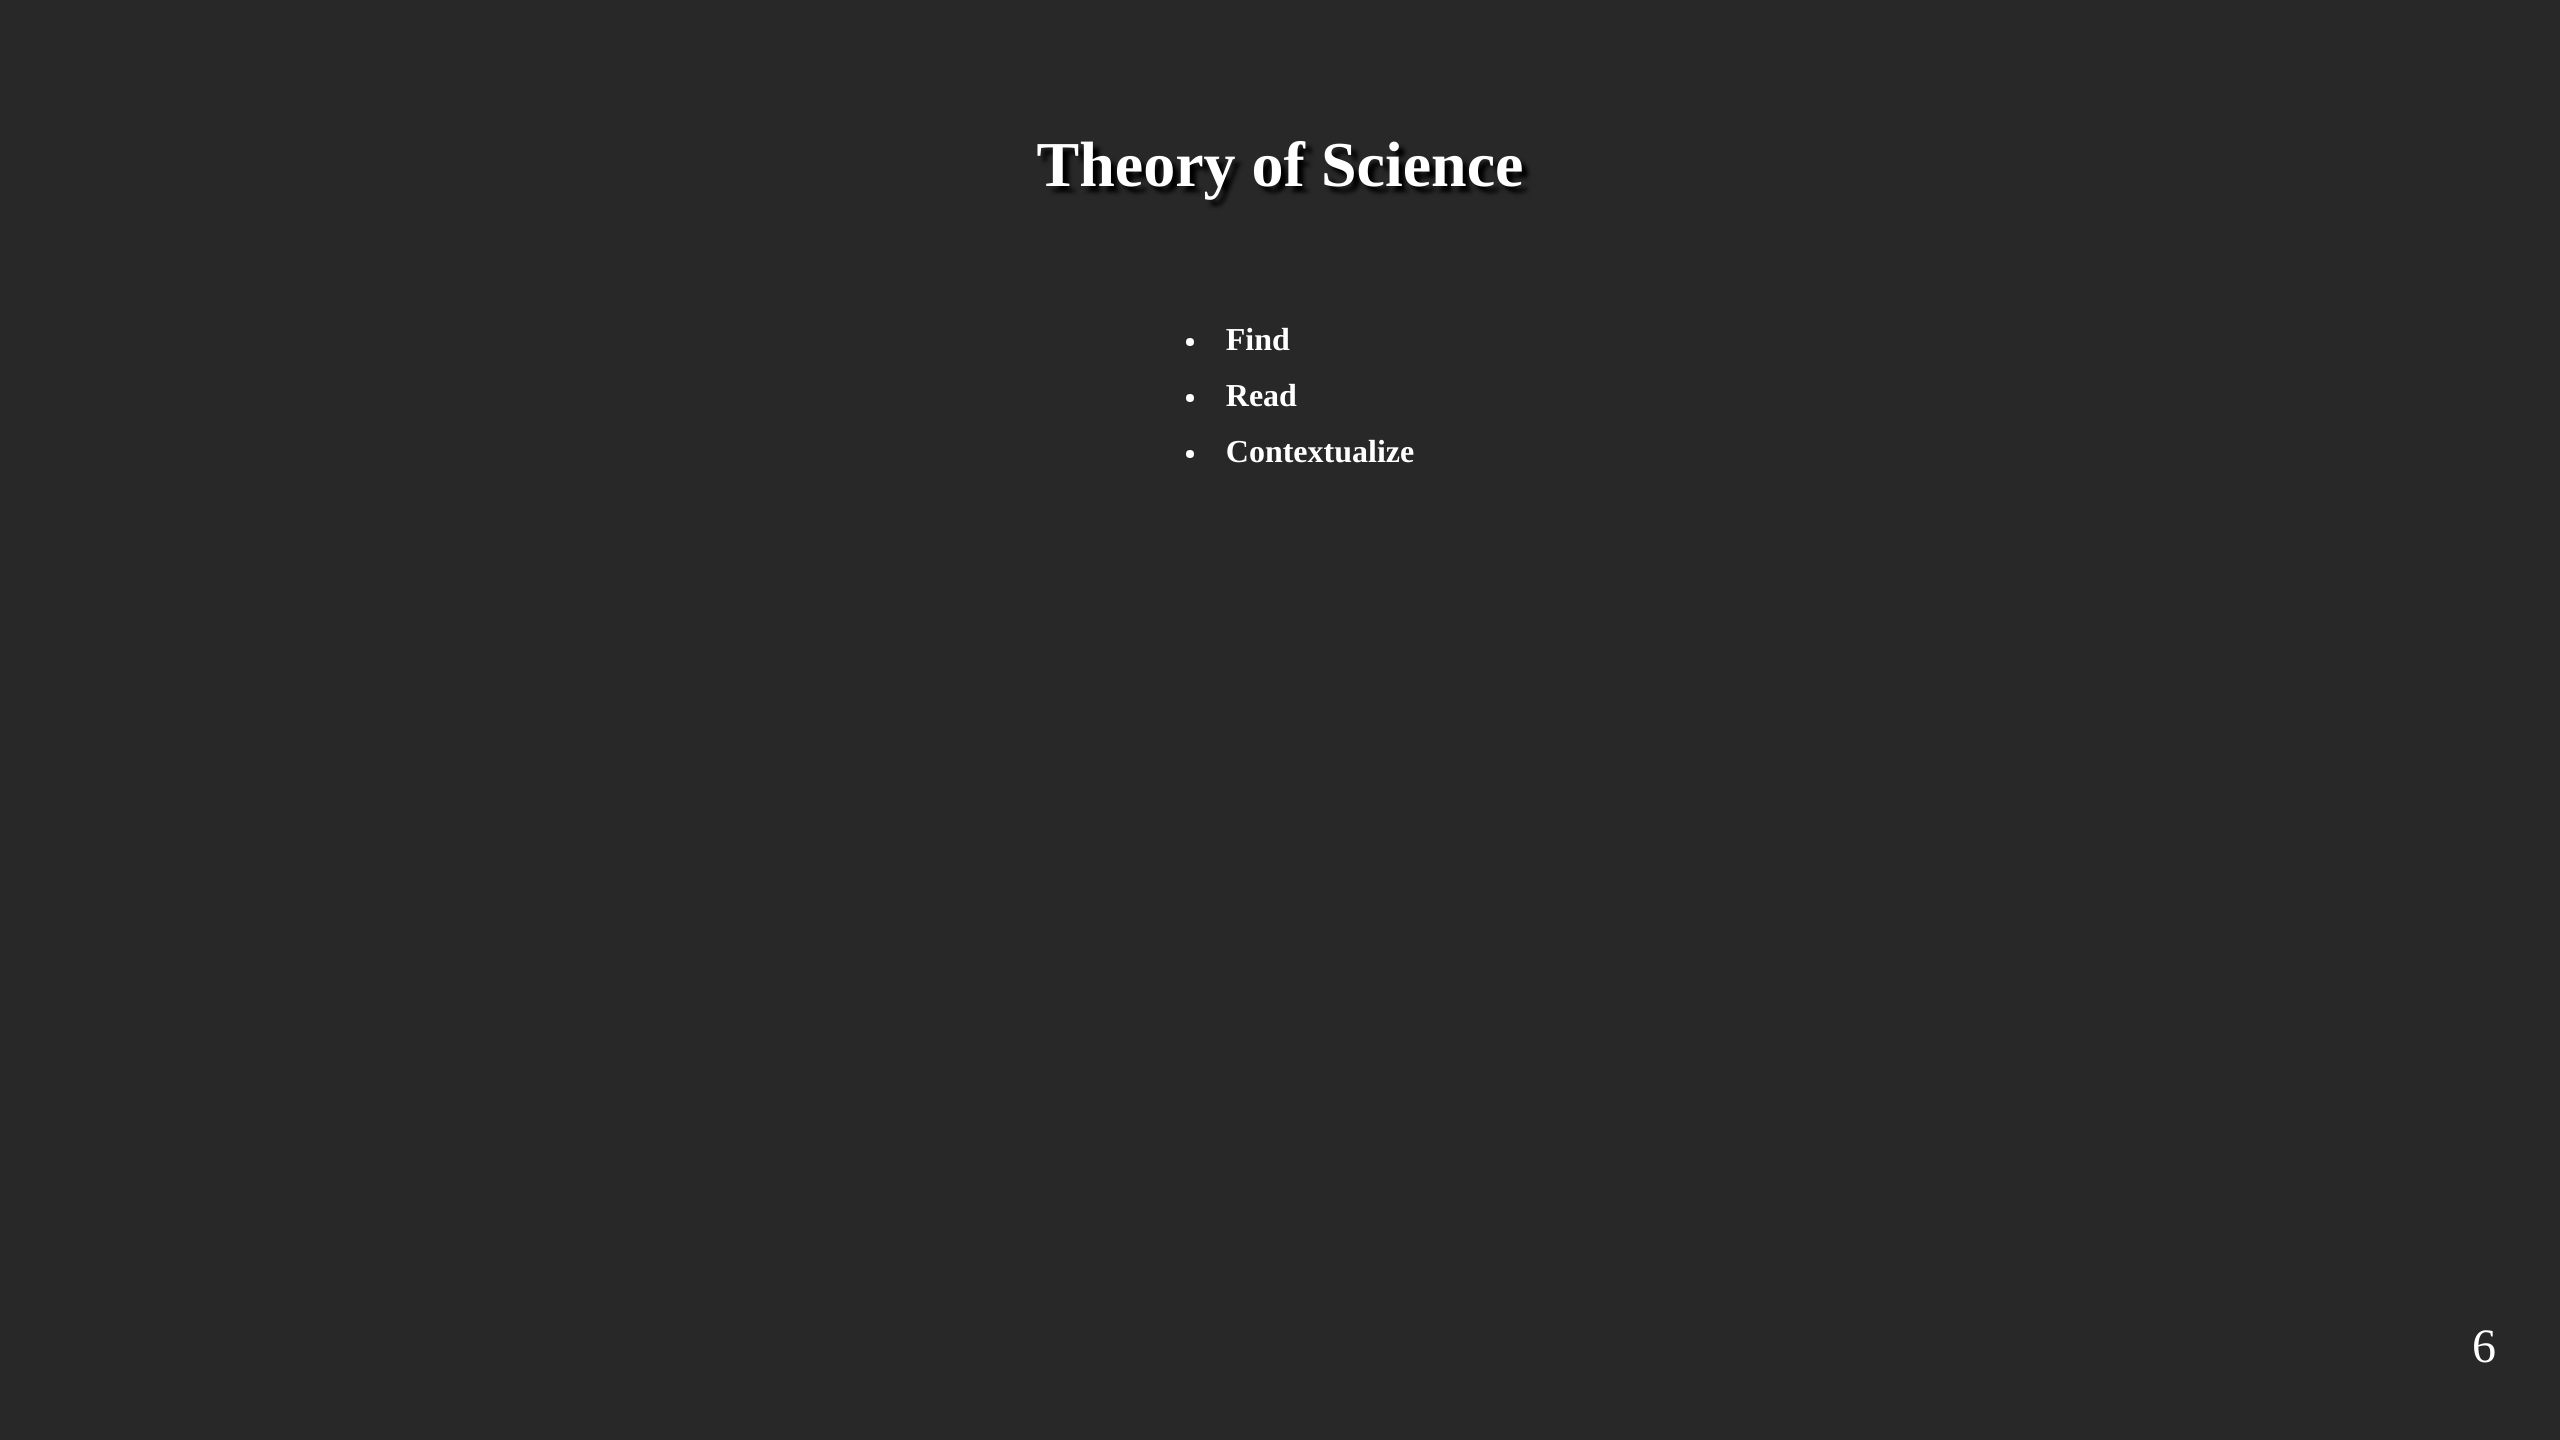 Theory of Science
• Find
• Read
• Contextualize
6